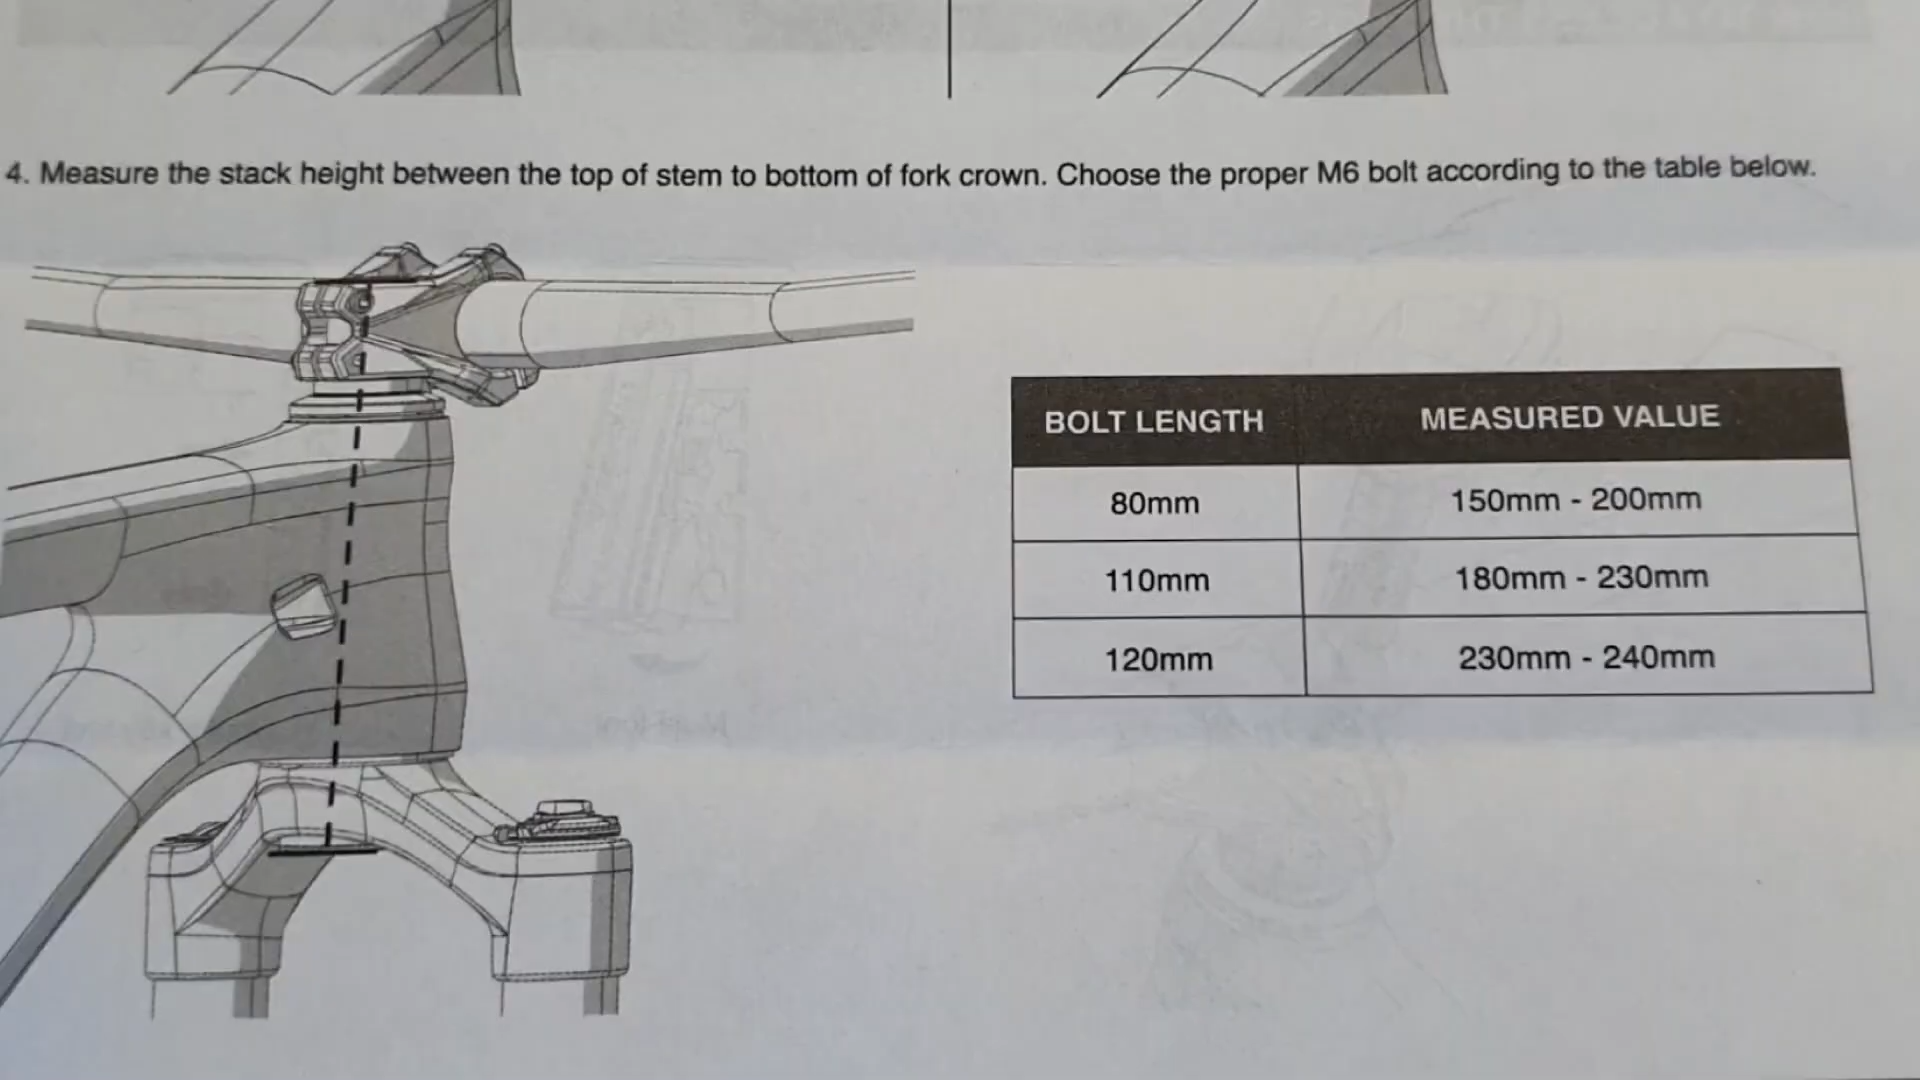 4. Measure the stack height between the top of stem to bottom of fork crown. Choose the proper M6 bolt according to the table below.
BOLT LENGTH MEASURED VALUE
80mm 150mm - 200mm
110mm 180mm - 230mm
120mm 230mm - 240mm